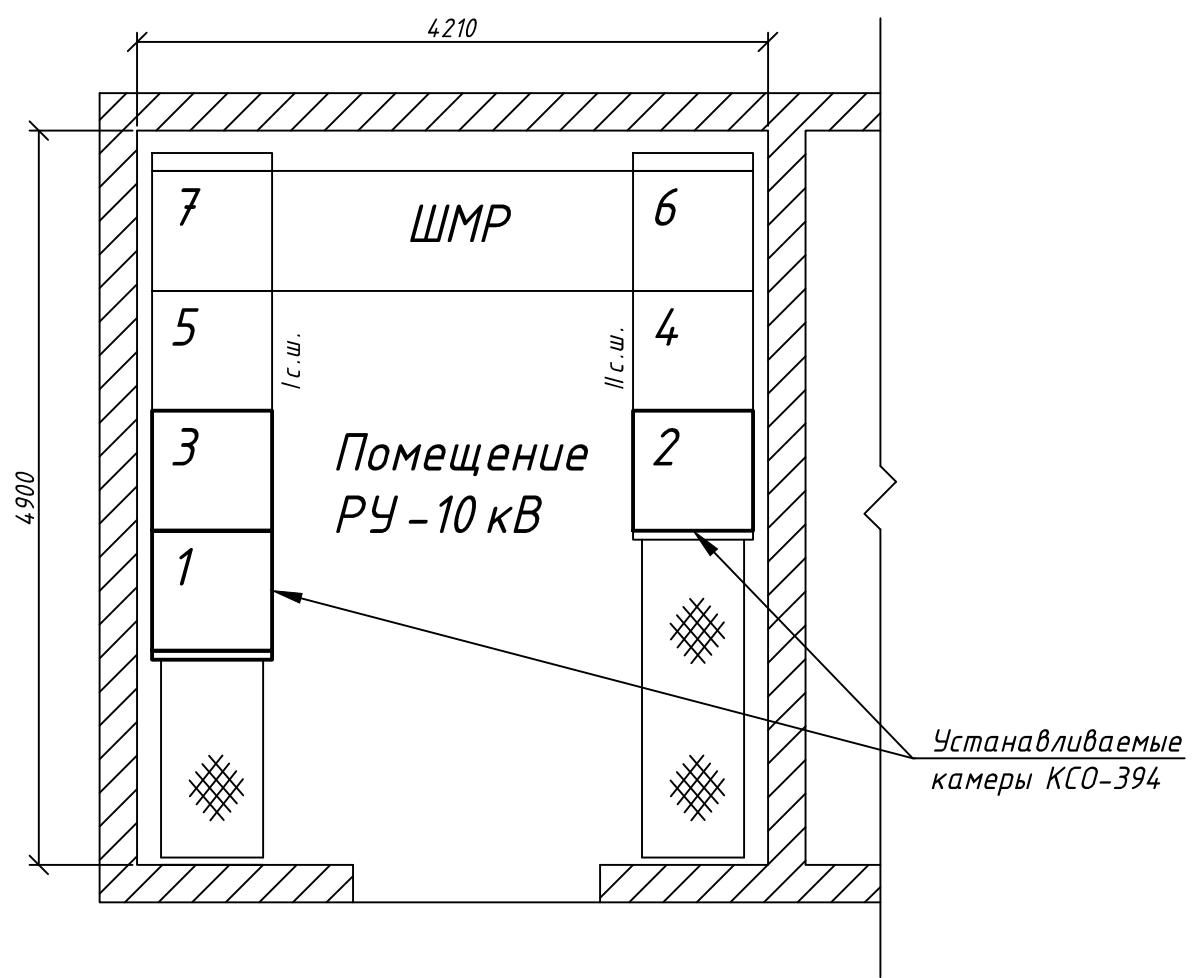 4210
7
ШМР
6
5
4
I с.ш.
II с.ш.
3
2
Помещение
РУ-10 кВ
4900
1
Устанавливаемые
камеры КСО-394